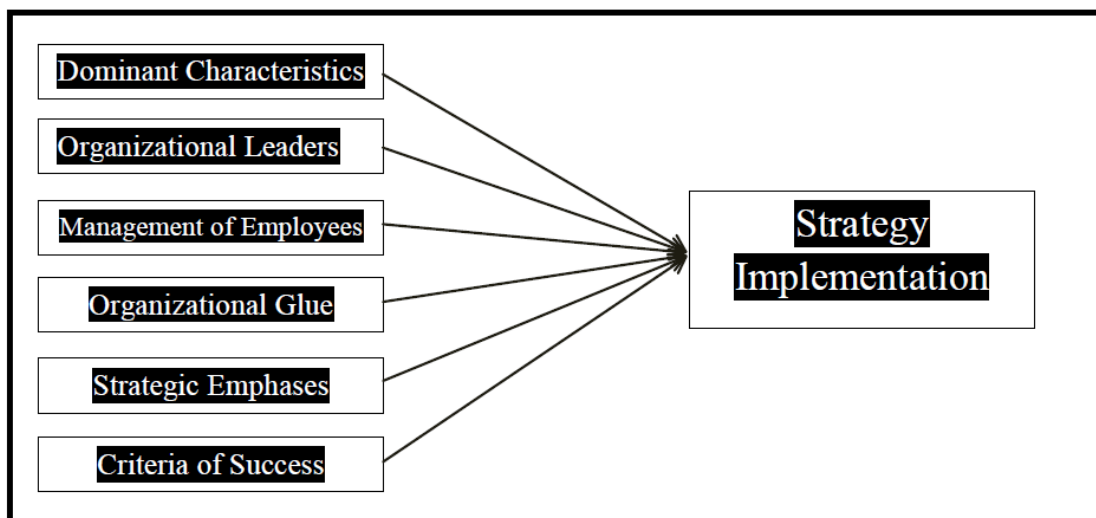 Dominant Characteristics
Organizational Leaders
Management of Employees
Organizational Glue
Strategic Emphases
Criteria of Success
Strategy
Implementation